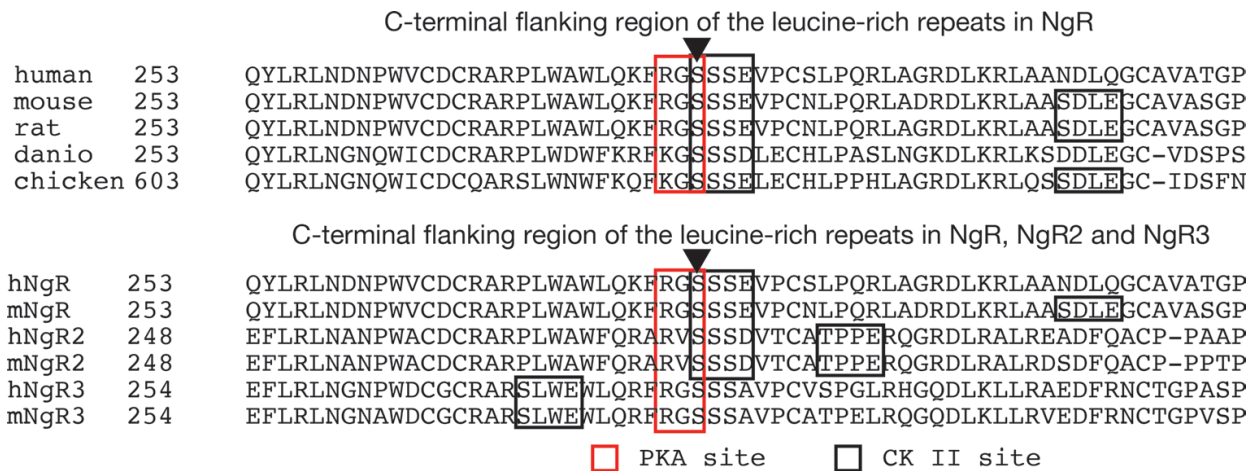 C-terminal flanking region of the leucine-rich repeats in NgR
human 253 QYLRLNDNPWVCDCRARPLWAWLQKFRGSSSEVPCSLPQRLAGRDLKRLAANDLQGCAVATGP
mouse 253 QYLRLNDNPWVCDCRARPLWAWLQKFRGSSSEVPCNLPQRLADRDLKRLAASDLEGCAVASGP
rat 253 QYLRLNDNPWVCDCRARPLWAWLQKFRGSSSEVPCNLPQRLAGRDLKRLAASDLEGCAVASGP
danio 253 QYLRLNGNQWICDCRARPLWDWFKRFKGSSSDLECHLPASLNGKDLKRLKSDDLEGC-VDSPS
chicken 603 QYLRLNGNQWICDCQARSLWNWFKQFKGSSSELECHLPPHLAGRDLKRLQSSDLEGC-IDSFN
C-terminal flanking region of the leucine-rich repeats in NgR, NgR2 and NgR3
hNgR 253 QYLRLNDNPWVCDCRARPLWAWLQKFRGSSSEVPCSLPQRLAGRDLKRLAANDLQGCAVATGP
mNgR 253 QYLRLNDNPWVCDCRARPLWAWLQKFRGSSSEVPCNLPQRLADRDLKRLAASDLEGCAVASGP
hNgR2 248 EFLRLNANPWACDCRARPLWAWFQRARVSSSDVTCATPPERQGRDLRALREADFQACP-PAAP
mNgR2 248 EFLRLNANPWACDCRARPLWAWFQRARVSSSDVTCATPPERQGRDLRALRDSDFQACP-PPTP
hNgR3 254 EFLRLNGNPWDCGCRARSLWEWLQRFRGSSSAVPCVSPGLRHGQDLKLLRAEDFRNCTGPASP
mNgR3 254 EFLRLNGNAWDCGCRARSLWEWLQRFRGSSSAVPCATPELRQGQDLKLLRVEDFRNCTGPVSP
PKA site CK II site